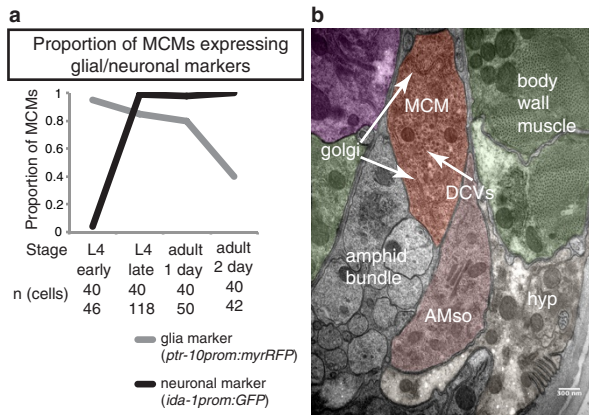 a
Proportion of MCMs expressing
glial/neuronal markers
Proportion of MCMs
1
0.8
0.6
0.4
0.2
0
Stage
L4 early
L4 late
adult 1 day
adult 2 day
n (cells)
40 40 40 40
46 118 50 42
glia marker
(ptr-10prom:myrRFP)
neuronal marker
(ida-1prom:GFP)
b
MCM
body
wall
muscle
golgi
DCVs
amphid
bundle
AMso
hyp
300 nm